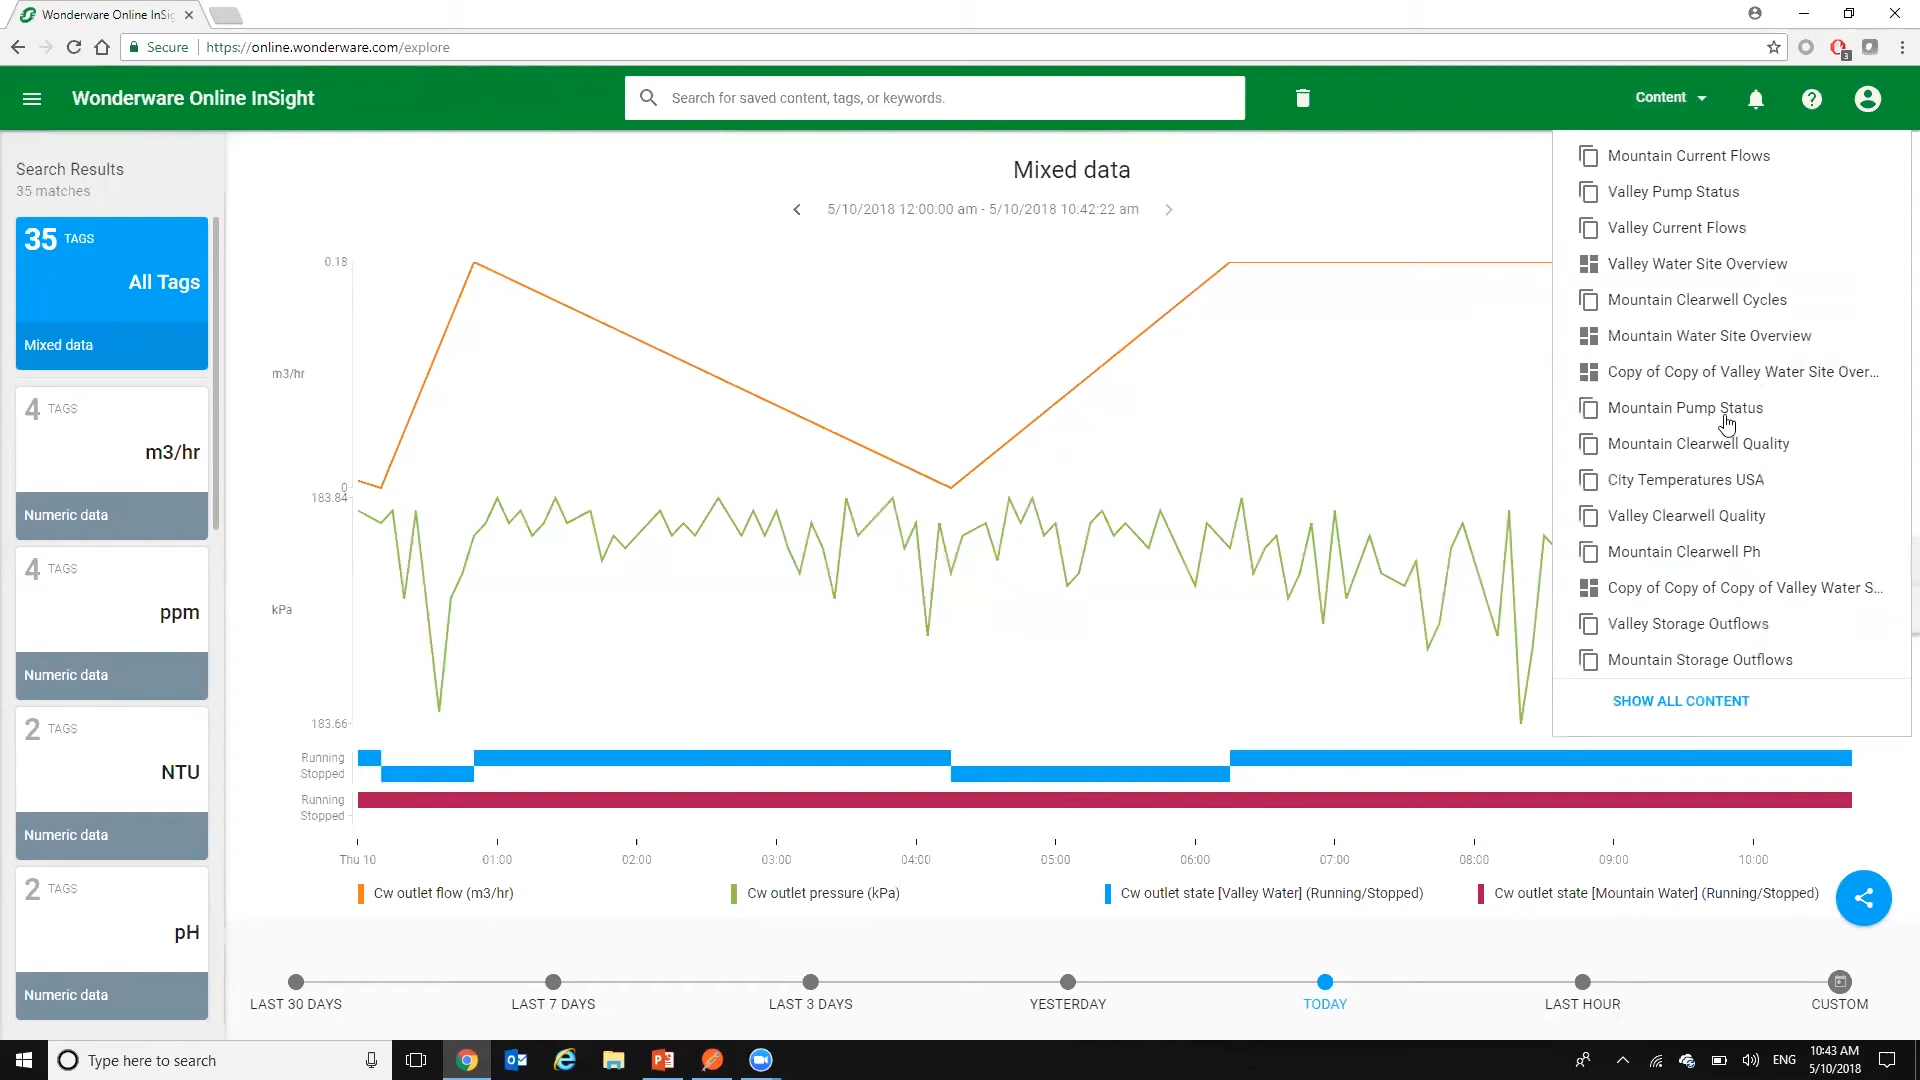 Wonderware Online InSig
Secure https://online.wonderware.com/explore
3
Wonderware Online InSight
Search for saved content, tags, or keywords.
Content
Search Results
35 matches
35 TAGS
All Tags
Mixed data
4 TAGS
m3/hr
Numeric data
4 TAGS
ppm
Numeric data
2 TAGS
NTU
Numeric data
2 TAGS
pH
Numeric data
Mixed data
5/10/2018 12:00:00 am - 5/10/2018 10:42:22 am
0.18
m3/hr
0
183.84
kPa
183.66
Running
Stopped
Running
Stopped
Thu 10 01:00 02:00 03:00 04:00 05:00 06:00 07:00 08:00 09:00 10:00
Cw outlet flow (m3/hr) Cw outlet pressure (kPa) Cw outlet state [Valley Water] (Running/Stopped) Cw outlet state [Mountain Water] (Running/Stopped)
LAST 30 DAYS LAST 7 DAYS LAST 3 DAYS YESTERDAY TODAY LAST HOUR CUSTOM
Mountain Current Flows
Valley Pump Status
Valley Current Flows
Valley Water Site Overview
Mountain Clearwell Cycles
Mountain Water Site Overview
Copy of Copy of Valley Water Site Over...
Mountain Pump Status
Mountain Clearwell Quality
City Temperatures USA
Valley Clearwell Quality
Mountain Clearwell Ph
Copy of Copy of Copy of Valley Water S...
Valley Storage Outflows
Mountain Storage Outflows
SHOW ALL CONTENT
Type here to search
ENG
10:43 AM
5/10/2018